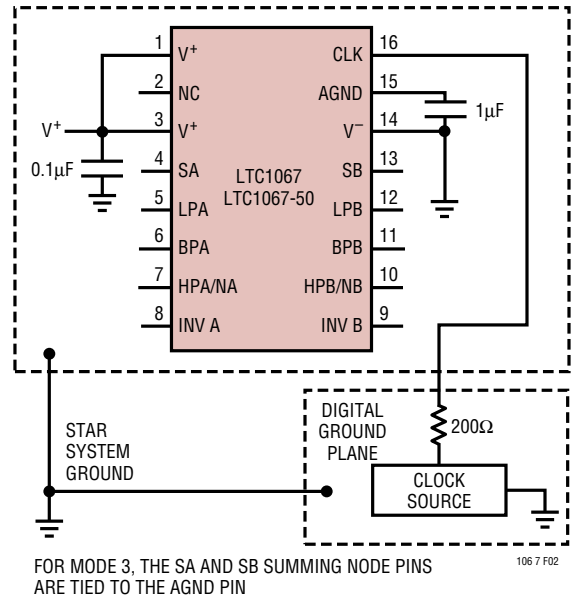 1
V+
CLK
16
2
NC
AGND
15
1µF
V+
3
V+
V–
14
0.1µF
4
SA
SB
13
LTC1067
LTC1067-50
5
LPA
LPB
12
6
BPA
BPB
11
7
HPA/NA
HPB/NB
10
8
INV A
INV B
9
STAR
SYSTEM
GROUND
DIGITAL
GROUND
PLANE
200Ω
CLOCK
SOURCE
FOR MODE 3, THE SA AND SB SUMMING NODE PINS
ARE TIED TO THE AGND PIN
106 7 F02